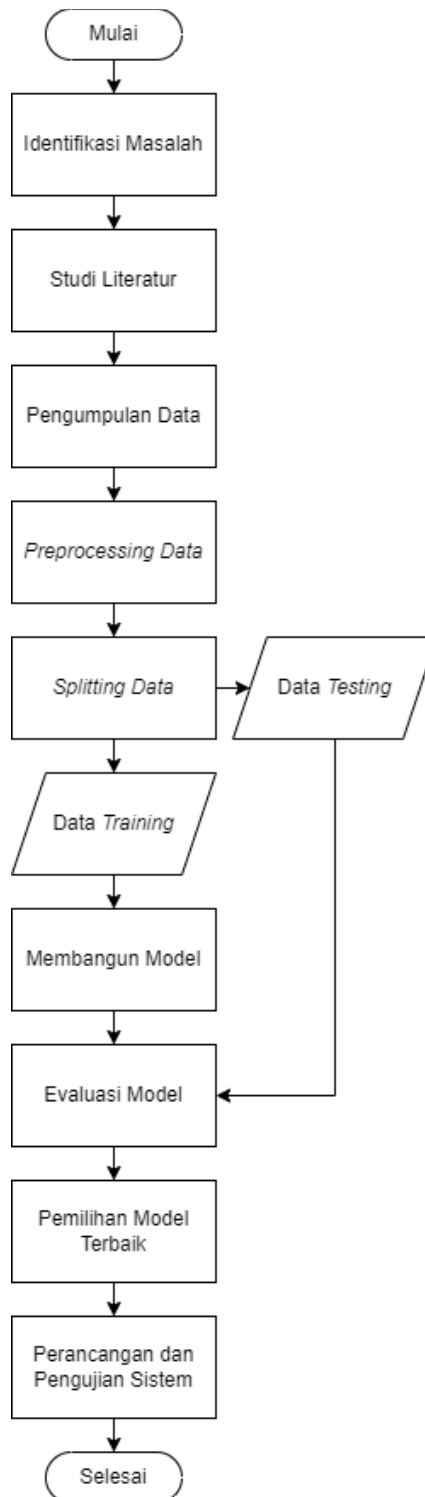 Mulai
Identifikasi Masalah
Studi Literatur
Pengumpulan Data
Preprocessing Data
Splitting Data
Data Testing
Data Training
Membangun Model
Evaluasi Model
Pemilihan Model
Terbaik
Perancangan dan
Pengujian Sistem
Selesai